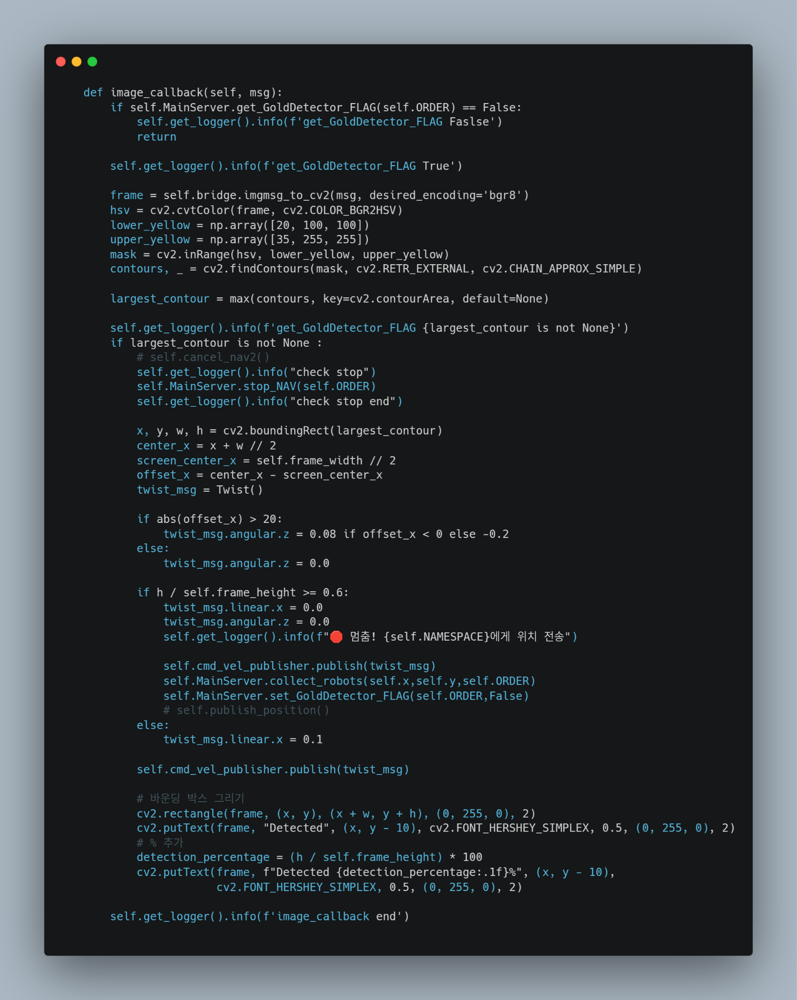 def image_callback(self, msg):
    if self.MainServer.get_GoldDetector_FLAG(self.ORDER) == False:
        self.get_logger().info(f'get_GoldDetector_FLAG Faslse')
        return

    self.get_logger().info(f'get_GoldDetector_FLAG True')

    frame = self.bridge.imgmsg_to_cv2(msg, desired_encoding='bgr8')
    hsv = cv2.cvtColor(frame, cv2.COLOR_BGR2HSV)
    lower_yellow = np.array([20, 100, 100])
    upper_yellow = np.array([35, 255, 255])
    mask = cv2.inRange(hsv, lower_yellow, upper_yellow)
    contours, _ = cv2.findContours(mask, cv2.RETR_EXTERNAL, cv2.CHAIN_APPROX_SIMPLE)

    largest_contour = max(contours, key=cv2.contourArea, default=None)

    self.get_logger().info(f'get_GoldDetector_FLAG {largest_contour is not None}')
    if largest_contour is not None :
        # self.cancel_nav2()
        self.get_logger().info("check stop")
        self.MainServer.stop_NAV(self.ORDER)
        self.get_logger().info("check stop end")

        x, y, w, h = cv2.boundingRect(largest_contour)
        center_x = x + w // 2
        screen_center_x = self.frame_width // 2
        offset_x = center_x - screen_center_x
        twist_msg = Twist()

        if abs(offset_x) > 20:
            twist_msg.angular.z = 0.08 if offset_x < 0 else -0.2
        else:
            twist_msg.angular.z = 0.0

        if h / self.frame_height >= 0.6:
            twist_msg.linear.x = 0.0
            twist_msg.angular.z = 0.0
            self.get_logger().info(f"🛑 멈춤! {self.NAMESPACE}에게 위치 전송")

            self.cmd_vel_publisher.publish(twist_msg)
            self.MainServer.collect_robots(self.x,self.y,self.ORDER)
            self.MainServer.set_GoldDetector_FLAG(self.ORDER,False)
            # self.publish_position()
        else:
            twist_msg.linear.x = 0.1

        self.cmd_vel_publisher.publish(twist_msg)

        # 바운딩 박스 그리기
        cv2.rectangle(frame, (x, y), (x + w, y + h), (0, 255, 0), 2)
        cv2.putText(frame, "Detected", (x, y - 10), cv2.FONT_HERSHEY_SIMPLEX, 0.5, (0, 255, 0), 2)
        # % 추가
        detection_percentage = (h / self.frame_height) * 100
        cv2.putText(frame, f"Detected {detection_percentage:.1f}%", (x, y - 10),
                    cv2.FONT_HERSHEY_SIMPLEX, 0.5, (0, 255, 0), 2)

    self.get_logger().info(f'image_callback end')